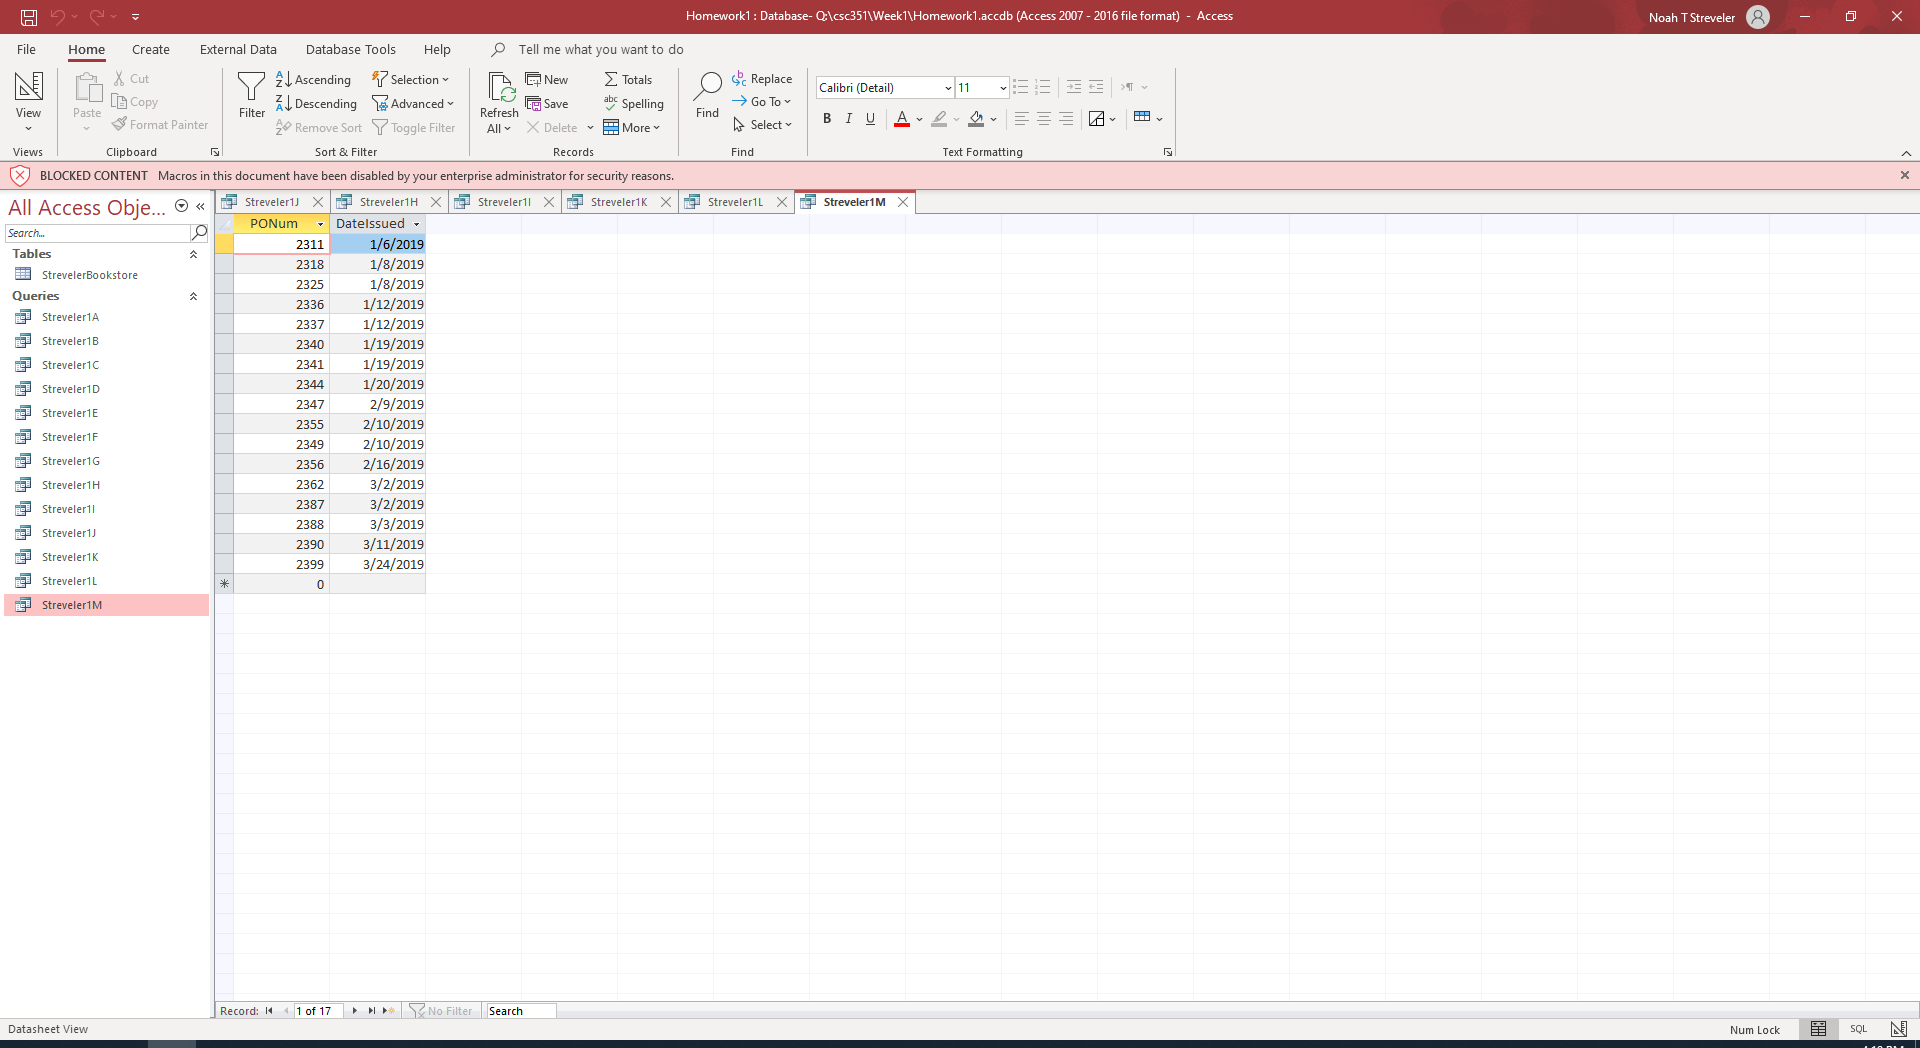 Homework1 : Database- Q:\csc351\Week1\Homework1.accdb (Access 2007 - 2016 file format) - Access
Noah T Streveler
File Home Create External Data Database Tools Help Tell me what you want to do
View
Views
Paste
Cut
Copy
Format Painter
Clipboard
Filter
Ascending
Descending
Remove Sort
Selection
Advanced
Toggle Filter
Sort & Filter
Refresh
All
New
Save
Delete
Totals
Spelling
More
Records
Find
Replace
Go To
Select
Find
Calibri (Detail) 11
B I U A
Text Formatting
BLOCKED CONTENT Macros in this document have been disabled by your enterprise administrator for security reasons.
All Access Obje...
Search...
Tables
StrevelerBookstore
Queries
Streveler1A
Streveler1B
Streveler1C
Streveler1D
Streveler1E
Streveler1F
Streveler1G
Streveler1H
Streveler1I
Streveler1J
Streveler1K
Streveler1L
Streveler1M
Streveler1J Streveler1H Streveler1I Streveler1K Streveler1L Streveler1M
PONum DateIssued
2311 1/6/2019
2318 1/8/2019
2325 1/8/2019
2336 1/12/2019
2337 1/12/2019
2340 1/19/2019
2341 1/19/2019
2344 1/20/2019
2347 2/9/2019
2355 2/10/2019
2349 2/10/2019
2356 2/16/2019
2362 3/2/2019
2387 3/2/2019
2388 3/3/2019
2390 3/11/2019
2399 3/24/2019
0
Record: 1 of 17 No Filter Search
Datasheet View
Num Lock SQL